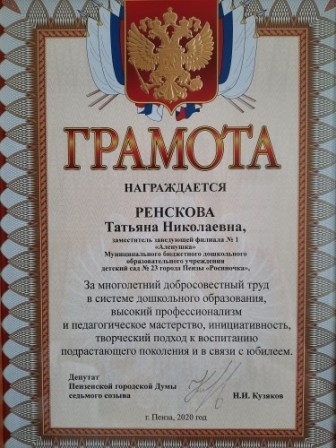 ГРАМОТА
НАГРАЖДАЕТСЯ
РЕНСКОВА
Татьяна Николаевна,
заместитель заведующей филиала № 1
«Аленушка»
Муниципального бюджетного дошкольного
образовательного учреждения
детский сад № 23 города Пензы «Росиночка»,
За многолетний добросовестный труд
в системе дошкольного образования,
высокий профессионализм
и педагогическое мастерство, инициативность,
творческий подход к воспитанию
подрастающего поколения и в связи с юбилеем.
Депутат
Пензенской городской Думы
седьмого созыва Н.И. Кузяков
г. Пенза, 2020 год